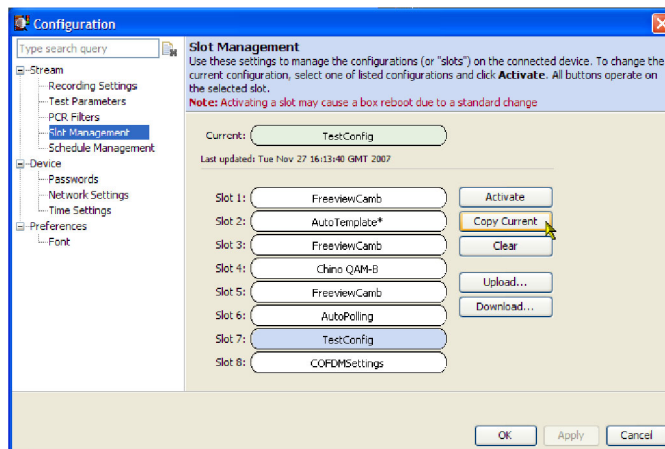 Configuration
Type search query
Stream
Recording Settings
Test Parameters
PCR Filters
Slot Management
Schedule Management
Device
Passwords
Network Settings
Time Settings
Preferences
Font
Slot Management
Use these settings to manage the configurations (or "slots") on the connected device. To change the
current configuration, select one of listed configurations and click Activate. All buttons operate on
the selected slot.
Note: Activating a slot may cause a box reboot due to a standard change
Current: TestConfig
Last updated: Tue Nov 27 16:13:40 GMT 2007
Slot 1: FreeviewCamb Activate
Slot 2: AutoTemplate* Copy Current
Slot 3: FreeviewCamb Clear
Slot 4: Chino QAM-B
Upload...
Slot 5: FreeviewCamb
Download...
Slot 6: AutoPolling
Slot 7: TestConfig
Slot 8: COFDMSettings
OK Apply Cancel